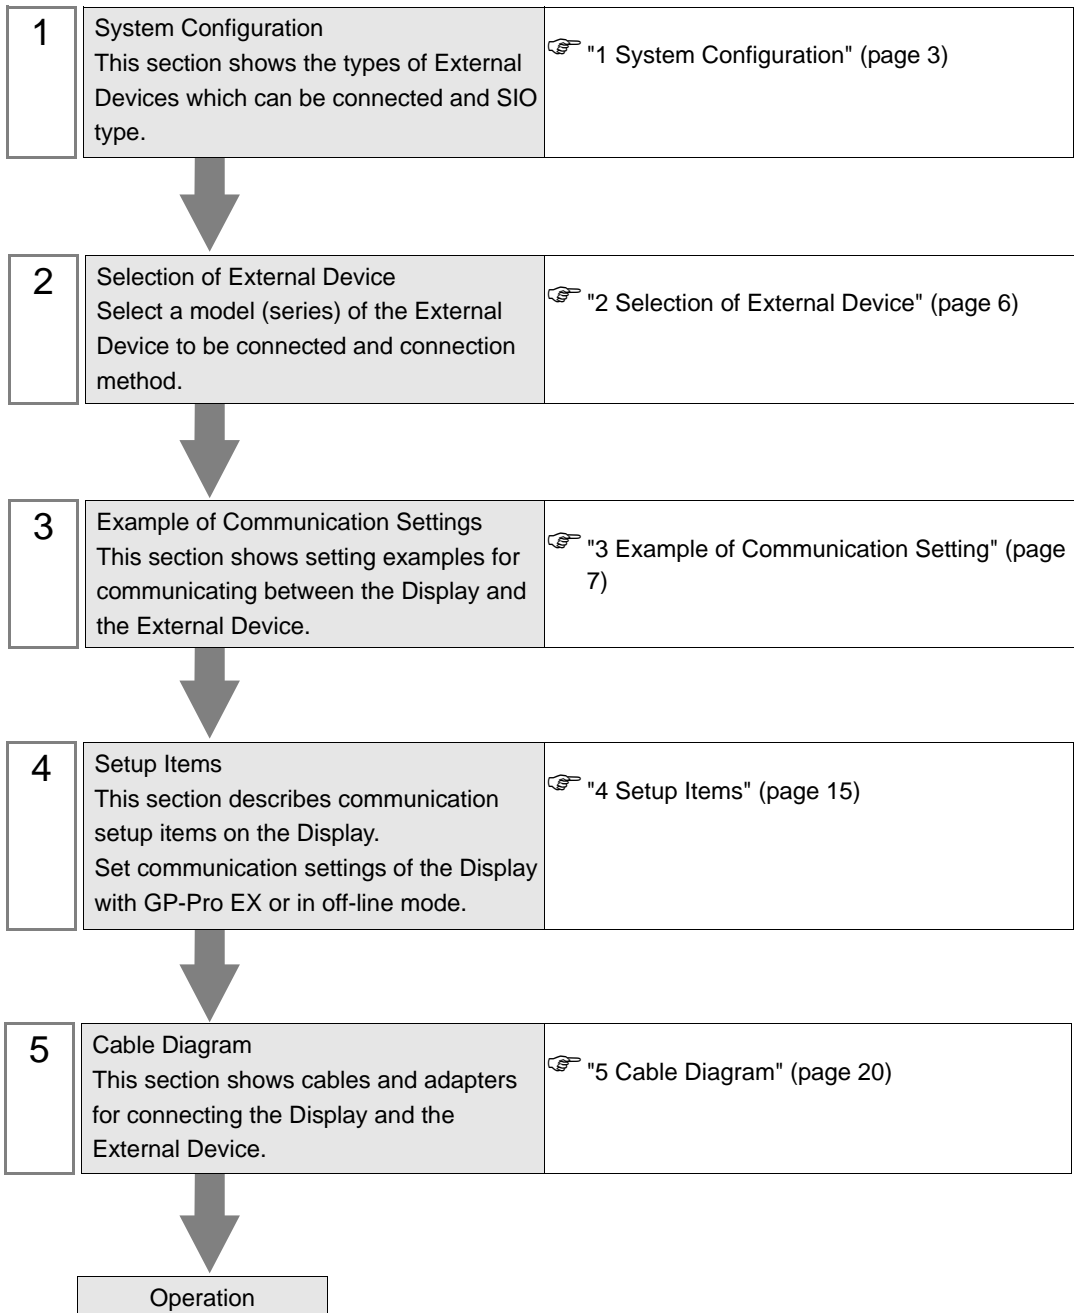 1
System Configuration
This section shows the types of External
Devices which can be connected and SIO
type.
"1 System Configuration" (page 3)
2
Selection of External Device
Select a model (series) of the External
Device to be connected and connection
method.
"2 Selection of External Device" (page 6)
3
Example of Communication Settings
This section shows setting examples for
communicating between the Display and
the External Device.
"3 Example of Communication Setting" (page
7)
4
Setup Items
This section describes communication
setup items on the Display.
Set communication settings of the Display
with GP-Pro EX or in off-line mode.
"4 Setup Items" (page 15)
5
Cable Diagram
This section shows cables and adapters
for connecting the Display and the
External Device.
"5 Cable Diagram" (page 20)
Operation